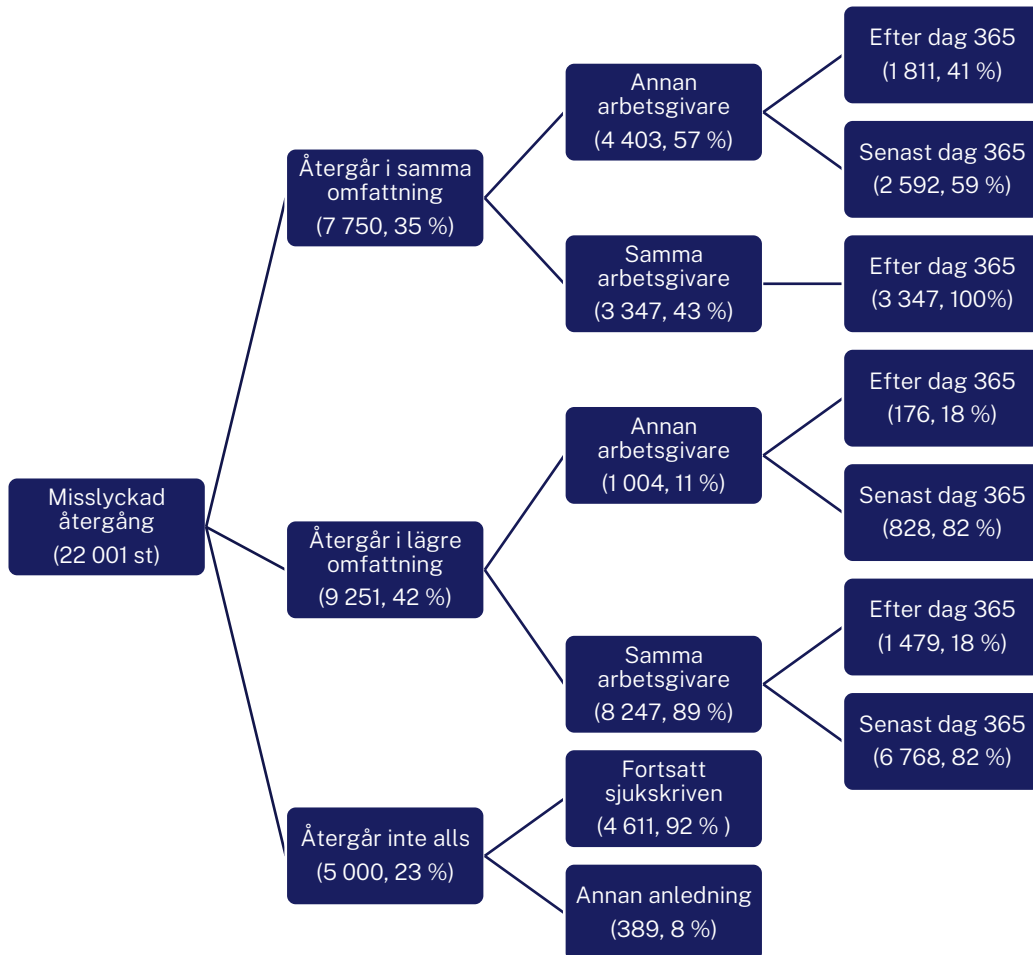 Misslyckad
återgång
(22 001 st)
Återgår i samma
omfattning
(7 750, 35 %)
Annan
arbetsgivare
(4 403, 57 %)
Efter dag 365
(1 811, 41 %)
Senast dag 365
(2 592, 59 %)
Samma
arbetsgivare
(3 347, 43 %)
Efter dag 365
(3 347, 100%)
Återgår i lägre
omfattning
(9 251, 42 %)
Annan
arbetsgivare
(1 004, 11 %)
Efter dag 365
(176, 18 %)
Senast dag 365
(828, 82 %)
Samma
arbetsgivare
(8 247, 89 %)
Efter dag 365
(1 479, 18 %)
Senast dag 365
(6 768, 82 %)
Återgår inte alls
(5 000, 23 %)
Fortsatt
sjukskriven
(4 611, 92 % )
Annan anledning
(389, 8 %)